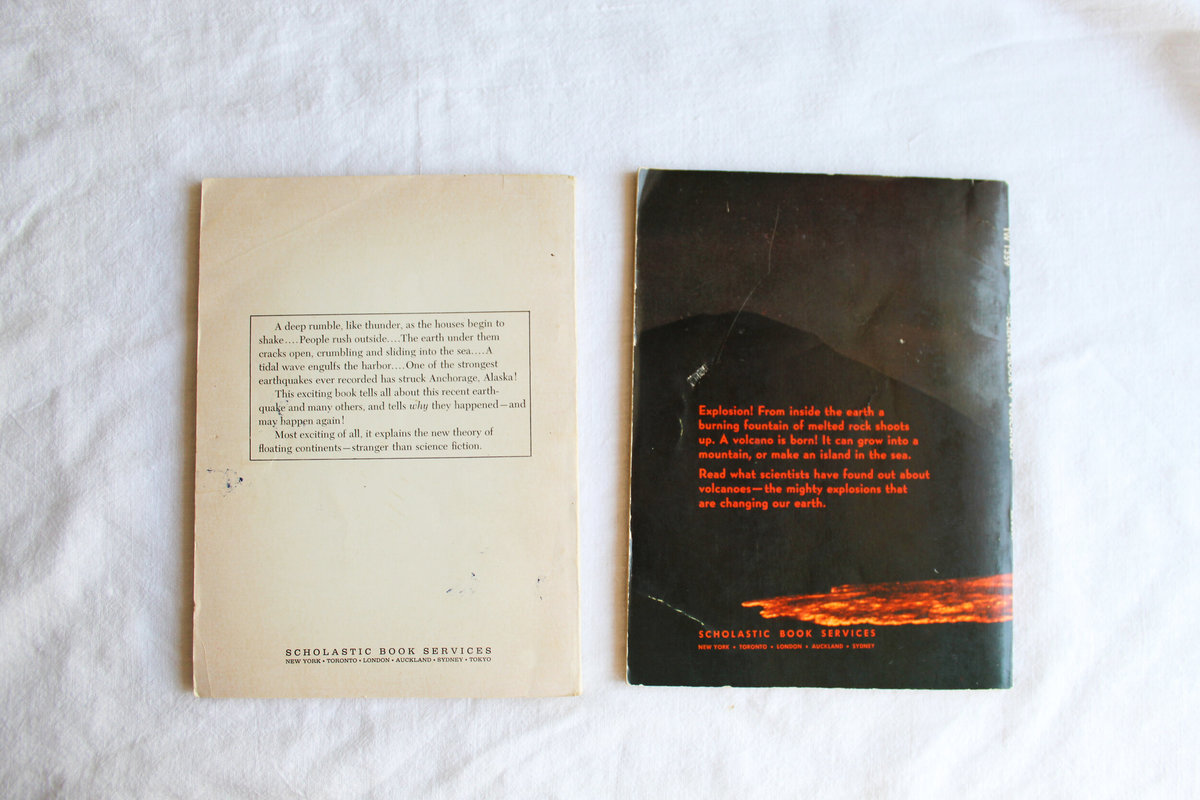 A deep rumble, like thunder, as the houses begin to
shake....People rush outside....The earth under them
cracks open, crumbling and sliding into the sea....A
tidal wave engulfs the harbor....One of the strongest
earthquakes ever recorded has struck Anchorage, Alaska!
This exciting book tells all about this recent earth-
quake and many others, and tells why they happened—and
may happen again!
Most exciting of all, it explains the new theory of
floating continents—stranger than science fiction.
SCHOLASTIC BOOK SERVICES
NEW YORK • TORONTO • LONDON • AUCKLAND • SYDNEY • TOKYO
Explosion! From inside the earth a
burning fountain of melted rock shoots
up. A volcano is born! It can grow into a
mountain, or make an island in the sea.
Read what scientists have found out about
volcanoes—the mighty explosions that
are changing our earth.
SCHOLASTIC BOOK SERVICES
NEW YORK • TORONTO • LONDON • AUCKLAND • SYDNEY